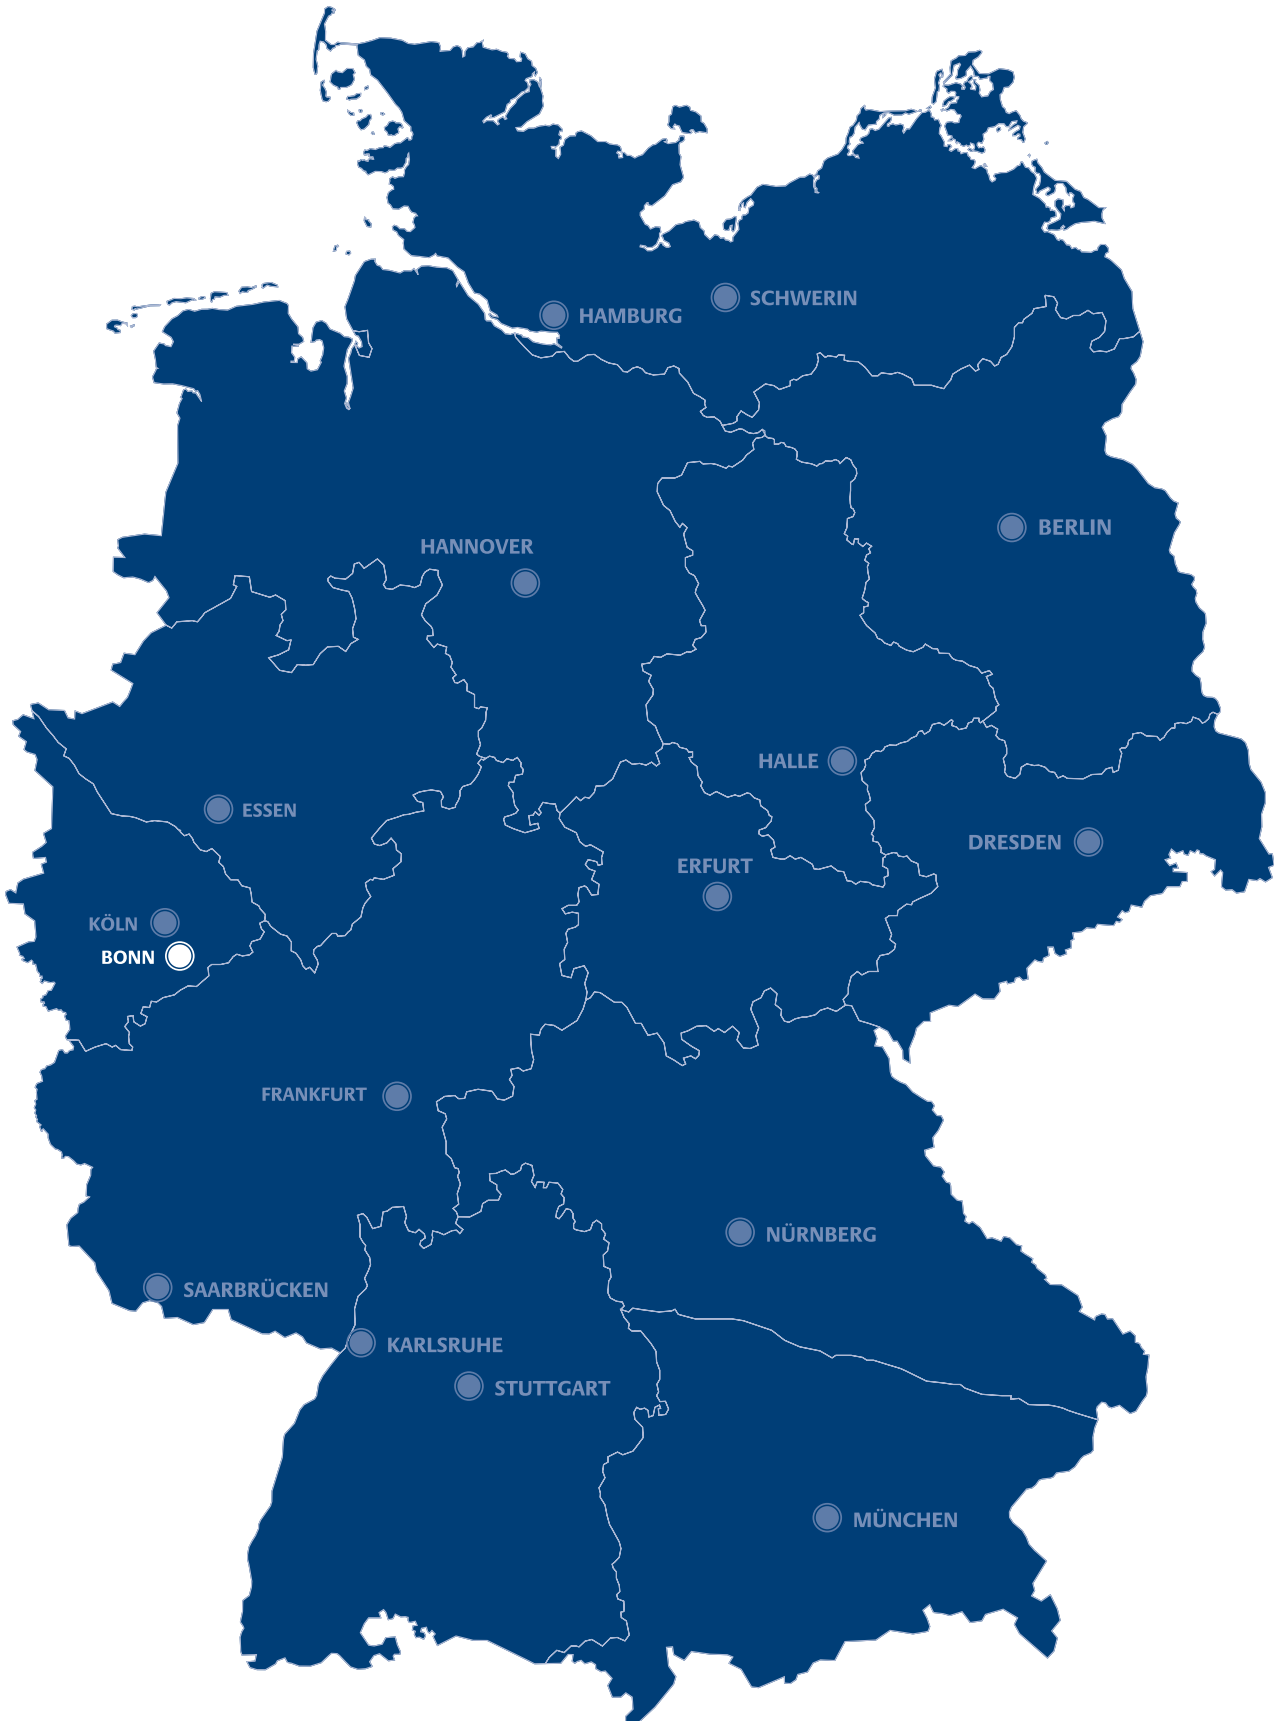 SCHWERIN
HAMBURG
BERLIN
HANNOVER
HALLE
ESSEN
DRESDEN
ERFURT
KÖLN
BONN
FRANKFURT
NÜRNBERG
SAARBRÜCKEN
KARLSRUHE
STUTTGART
MÜNCHEN